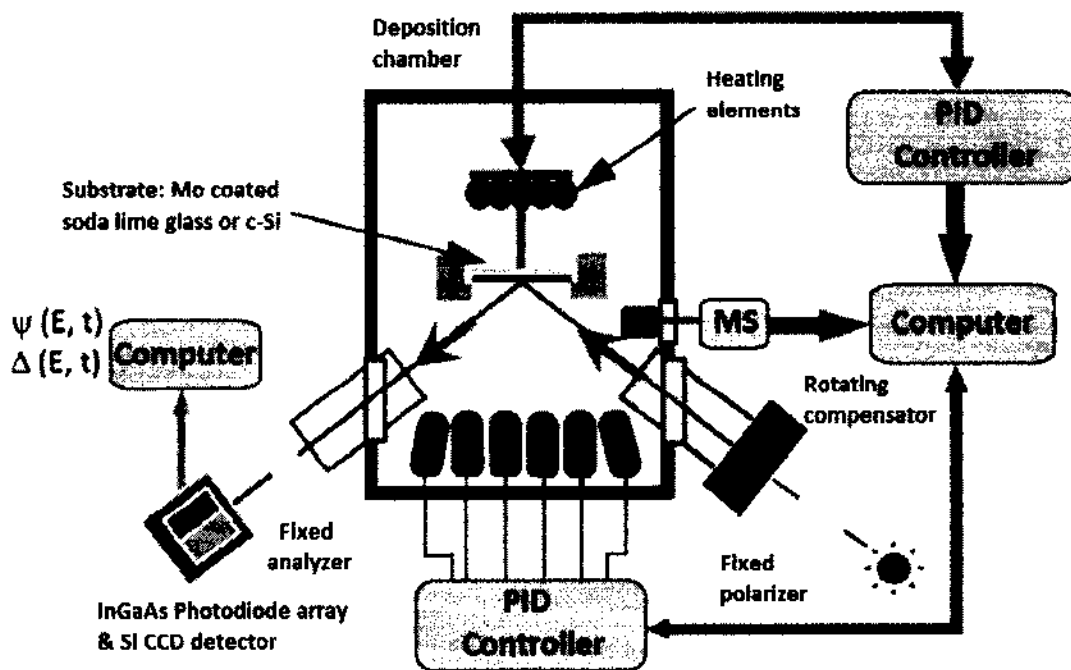 Deposition
chamber
Heating
elements
PID
Controller
Substrate: Mo coated
soda lime glass or c-Si
ψ (E, t)
Δ (E, t)
Computer
MS
Computer
Rotating
compensator
Fixed
analyzer
Fixed
polarizer
InGaAs Photodiode array
& Si CCD detector
PID
Controller